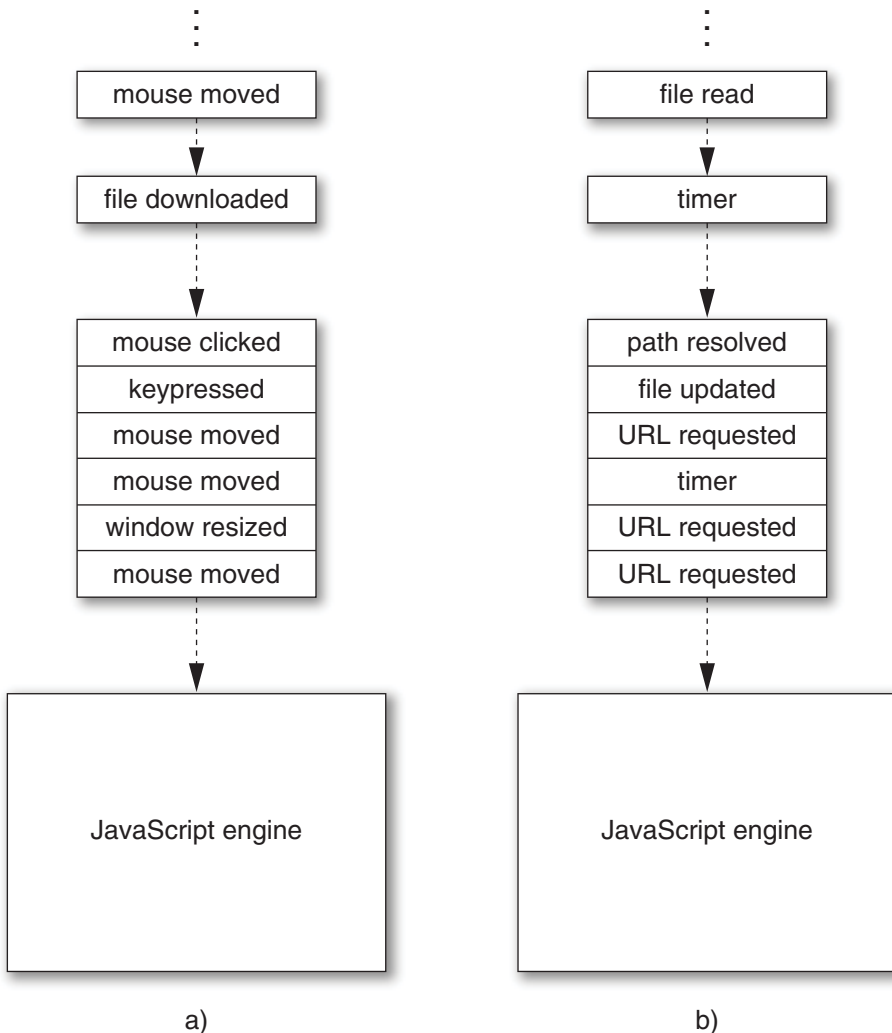 mouse moved
file downloaded
mouse clicked
keypressed
mouse moved
mouse moved
window resized
mouse moved
JavaScript engine
a)
file read
timer
path resolved
file updated
URL requested
timer
URL requested
URL requested
JavaScript engine
b)